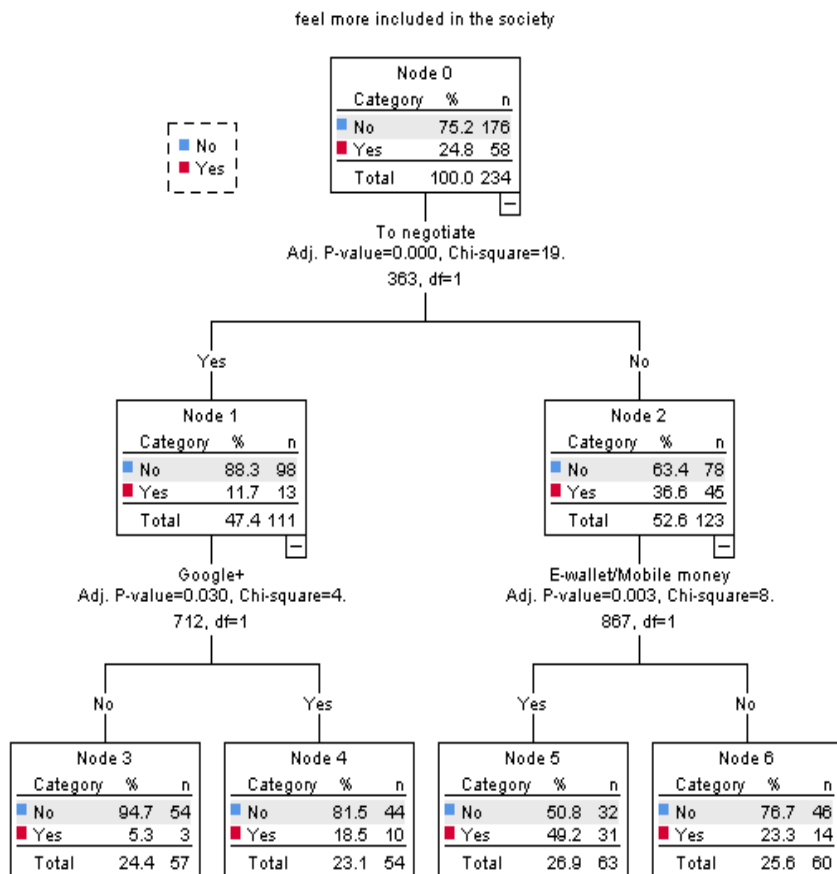 feel more included in the society
Node 0
Category % n
No 75.2 176
Yes 24.8 58
Total 100.0 234
No
Yes
To negotiate
Adj. P-value=0.000, Chi-square=19.
363, df=1
Yes
No
Node 1
Category % n
No 88.3 98
Yes 11.7 13
Total 47.4 111
Node 2
Category % n
No 63.4 78
Yes 36.6 45
Total 52.6 123
Google+
Adj. P-value=0.030, Chi-square=4.
712, df=1
E-wallet/Mobile money
Adj. P-value=0.003, Chi-square=8.
867, df=1
No
Yes
Yes
No
Node 3
Category % n
No 94.7 54
Yes 5.3 3
Total 24.4 57
Node 4
Category % n
No 81.5 44
Yes 18.5 10
Total 23.1 54
Node 5
Category % n
No 50.8 32
Yes 49.2 31
Total 26.9 63
Node 6
Category % n
No 76.7 46
Yes 23.3 14
Total 25.6 60